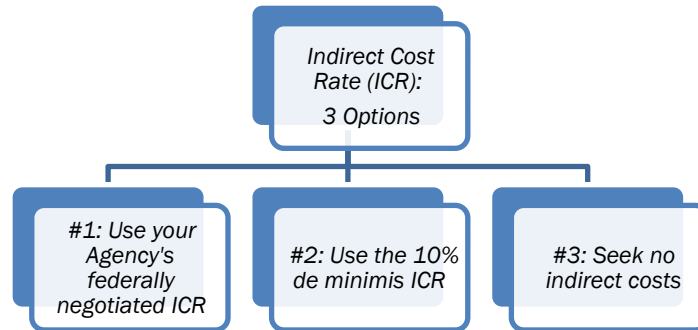 Indirect Cost
Rate (ICR):
3 Options
#1: Use your
Agency's
federally
negotiated ICR
#2: Use the 10%
de minimis ICR
#3: Seek no
indirect costs